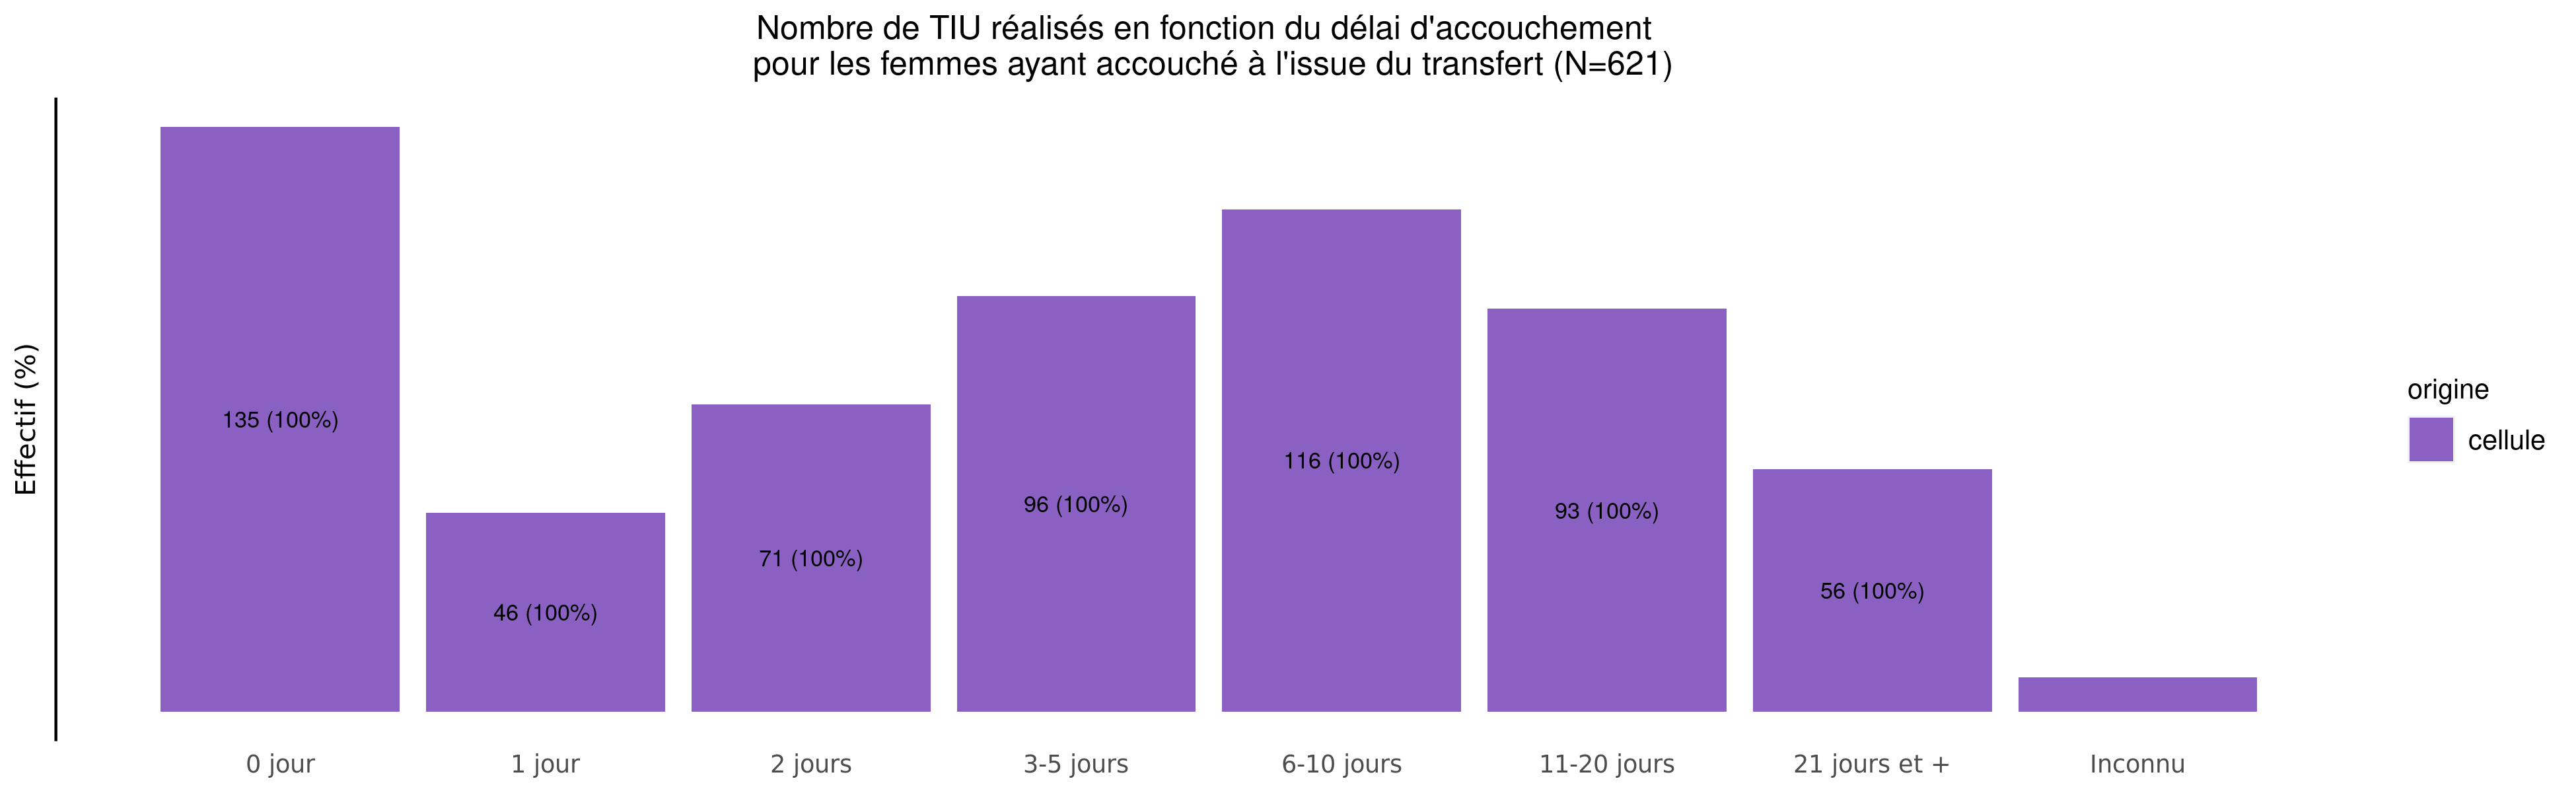 Nombre de TIU réalisés en fonction du délai d'accouchement
pour les femmes ayant accouché à l'issue du transfert (N=621)
Effectif (%)
135 (100%)
46 (100%)
71 (100%)
96 (100%)
116 (100%)
93 (100%)
56 (100%)
0 jour
1 jour
2 jours
3-5 jours
6-10 jours
11-20 jours
21 jours et +
Inconnu
origine
cellule